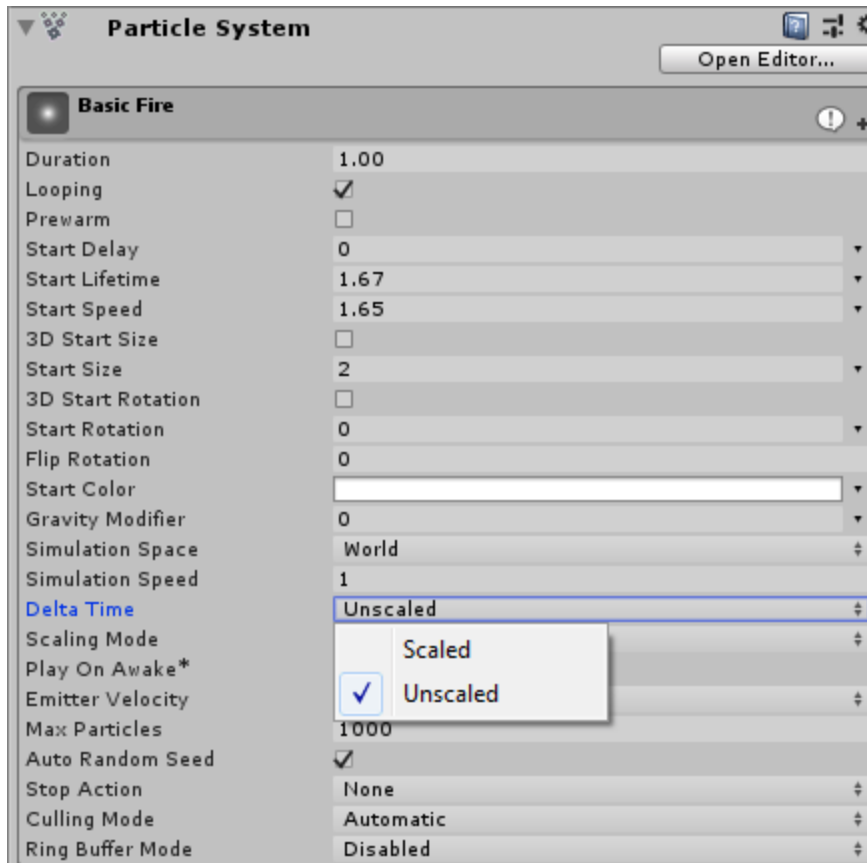 Particle System
Open Editor...
Basic Fire
Duration 1.00
Looping
Prewarm
Start Delay 0
Start Lifetime 1.67
Start Speed 1.65
3D Start Size
Start Size 2
3D Start Rotation
Start Rotation 0
Flip Rotation 0
Start Color
Gravity Modifier 0
Simulation Space World
Simulation Speed 1
Delta Time Unscaled
Scaling Mode
Scaled
Play On Awake*
Unscaled
Emitter Velocity
Max Particles 1000
Auto Random Seed
Stop Action None
Culling Mode Automatic
Ring Buffer Mode Disabled